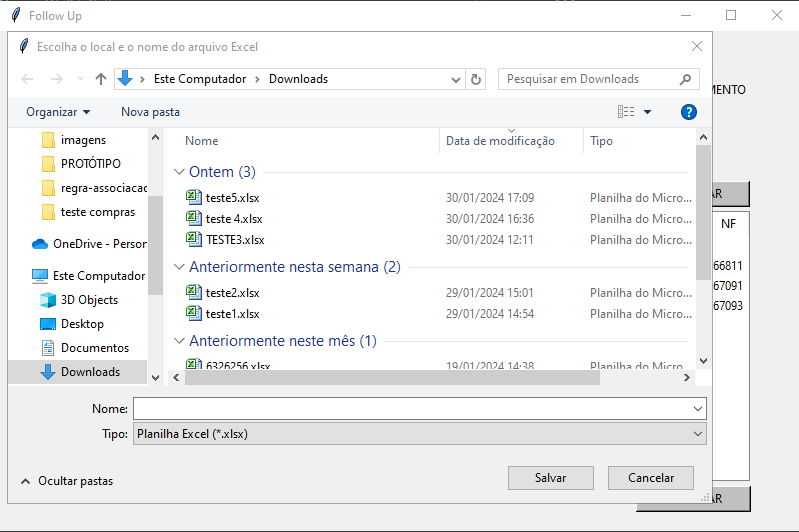 Follow Up
Escolha o local e o nome do arquivo Excel
Este Computador > Downloads
Pesquisar em Downloads
MENTO
Organizar
Nova pasta
?
imagens
PROTÓTIPO
regra-associacac
teste compras
OneDrive - Person
Este Computador
3D Objects
Desktop
Documentos
Downloads
Nome
Data de modificação
Tipo
Ontem (3)
teste5.xlsx 30/01/2024 17:09 Planilha do Micro...
teste 4.xlsx 30/01/2024 16:36 Planilha do Micro...
TESTE3.xlsx 30/01/2024 12:11 Planilha do Micro...
Anteriormente nesta semana (2)
teste2.xlsx 29/01/2024 15:01 Planilha do Micro...
teste1.xlsx 29/01/2024 14:54 Planilha do Micro...
Anteriormente neste mês (1)
6326256.xlsx 19/01/2024 14:38 Planilha do Micro...
AR
NF
66811
67091
67093
Nome:
Tipo: Planilha Excel (*.xlsx)
Ocultar pastas
Salvar
Cancelar
AR